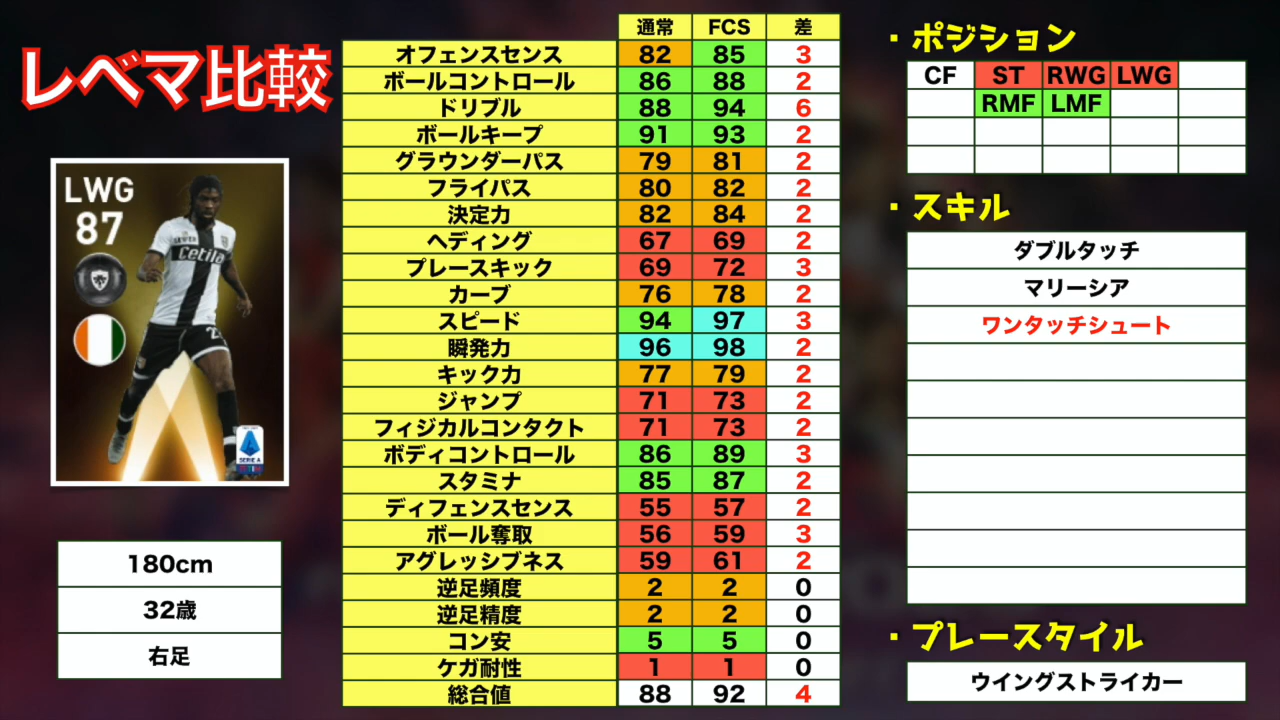 レベマ比較
LWG
87
Cetila
2
SERIE A
180cm
32歳
右足
通常 FCS 差
オフェンスセンス 82 85 3
ボールコントロール 86 88 2
ドリブル 88 94 6
ボールキープ 91 93 2
グラウンダーパス 79 81 2
フライパス 80 82 2
決定力 82 84 2
ヘディング 67 69 2
プレースキック 69 72 3
カーブ 76 78 2
スピード 94 97 3
瞬発力 96 98 2
キック力 77 79 2
ジャンプ 71 73 2
フィジカルコンタクト 71 73 2
ボディコントロール 86 89 3
スタミナ 85 87 2
ディフェンスセンス 55 57 2
ボール奪取 56 59 3
アグレッシブネス 59 61 2
逆足頻度 2 2 0
逆足精度 2 2 0
コン安 5 5 0
ケガ耐性 1 1 0
総合値 88 92 4
・ポジション
CF ST RWG LWG
RMF LMF
・スキル
ダブルタッチ
マリーシア
ワンタッチシュート
・プレースタイル
ウイングストライカー